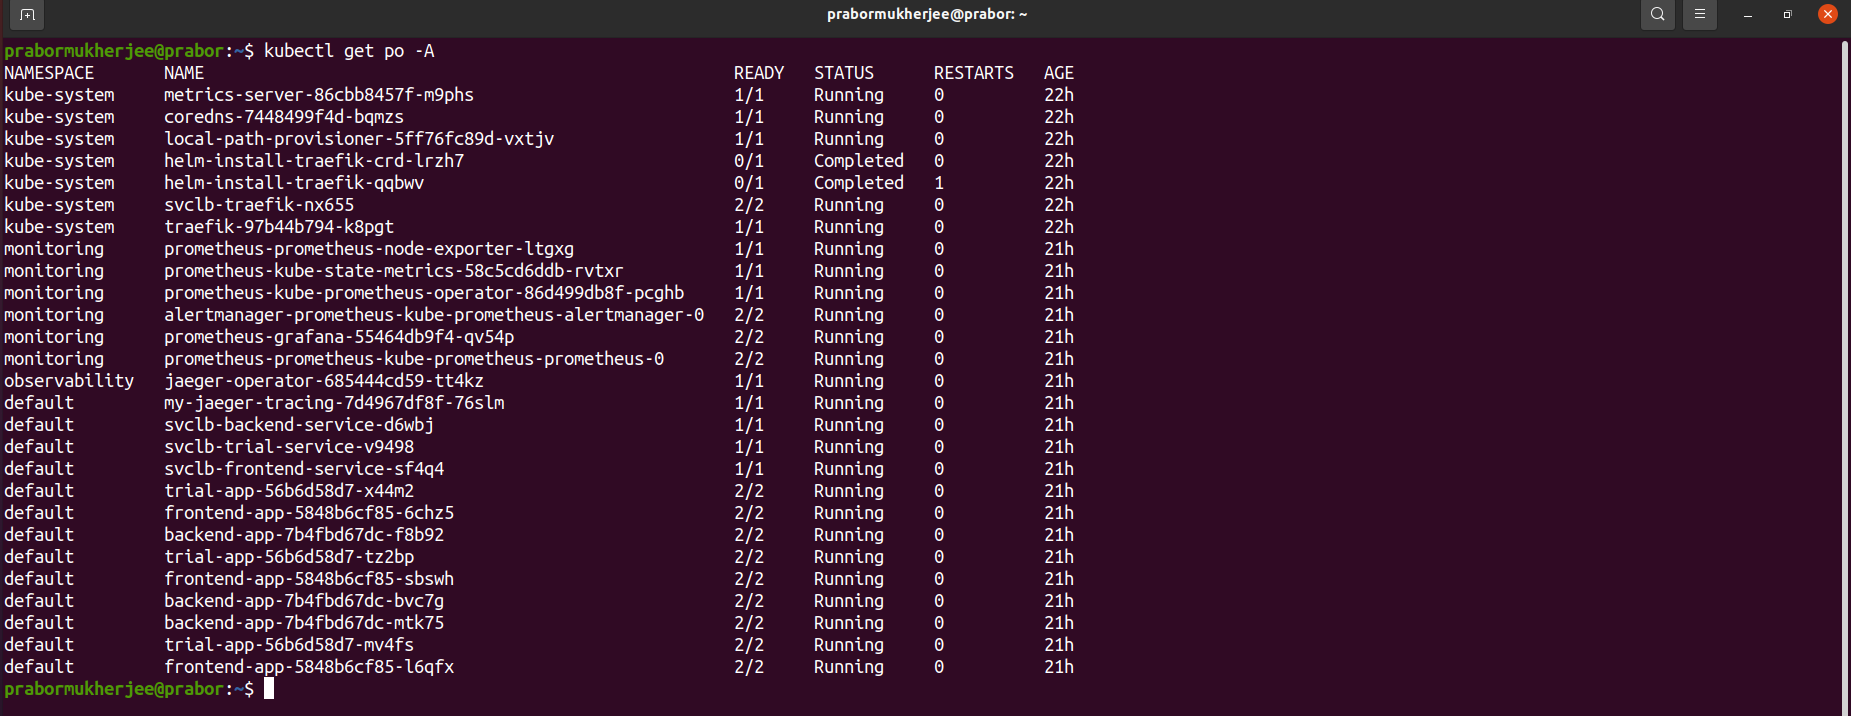 prabormukherjee@prabor: ~
prabormukherjee@prabor:~$ kubectl get po -A
NAMESPACE       NAME                                                     READY   STATUS      RESTARTS   AGE
kube-system     metrics-server-86cbb8457f-m9phs                          1/1     Running     0          22h
kube-system     coredns-7448499f4d-bqmzs                                 1/1     Running     0          22h
kube-system     local-path-provisioner-5ff76fc89d-vxtjv                  1/1     Running     0          22h
kube-system     helm-install-traefik-crd-lrzh7                           0/1     Completed   0          22h
kube-system     helm-install-traefik-qqbwv                               0/1     Completed   1          22h
kube-system     svclb-traefik-nx655                                      2/2     Running     0          22h
kube-system     traefik-97b44b794-k8pgt                                  1/1     Running     0          22h
monitoring      prometheus-prometheus-node-exporter-ltgxg                1/1     Running     0          21h
monitoring      prometheus-kube-state-metrics-58c5cd6ddb-rvtxr           1/1     Running     0          21h
monitoring      prometheus-kube-prometheus-operator-86d499db8f-pcghb     1/1     Running     0          21h
monitoring      alertmanager-prometheus-kube-prometheus-alertmanager-0   2/2     Running     0          21h
monitoring      prometheus-grafana-55464db9f4-qv54p                      2/2     Running     0          21h
monitoring      prometheus-prometheus-kube-prometheus-prometheus-0       2/2     Running     0          21h
observability   jaeger-operator-685444cd59-tt4kz                         1/1     Running     0          21h
default         my-jaeger-tracing-7d4967df8f-76slm                       1/1     Running     0          21h
default         svclb-backend-service-d6wbj                              1/1     Running     0          21h
default         svclb-trial-service-v9498                                1/1     Running     0          21h
default         svclb-frontend-service-sf4q4                             1/1     Running     0          21h
default         trial-app-56b6d58d7-x44m2                                2/2     Running     0          21h
default         frontend-app-5848b6cf85-6chz5                            2/2     Running     0          21h
default         backend-app-7b4fbd67dc-f8b92                             2/2     Running     0          21h
default         trial-app-56b6d58d7-tz2bp                                2/2     Running     0          21h
default         frontend-app-5848b6cf85-sbswh                            2/2     Running     0          21h
default         backend-app-7b4fbd67dc-bvc7g                             2/2     Running     0          21h
default         backend-app-7b4fbd67dc-mtk75                             2/2     Running     0          21h
default         trial-app-56b6d58d7-mv4fs                                2/2     Running     0          21h
default         frontend-app-5848b6cf85-l6qfx                            2/2     Running     0          21h
prabormukherjee@prabor:~$